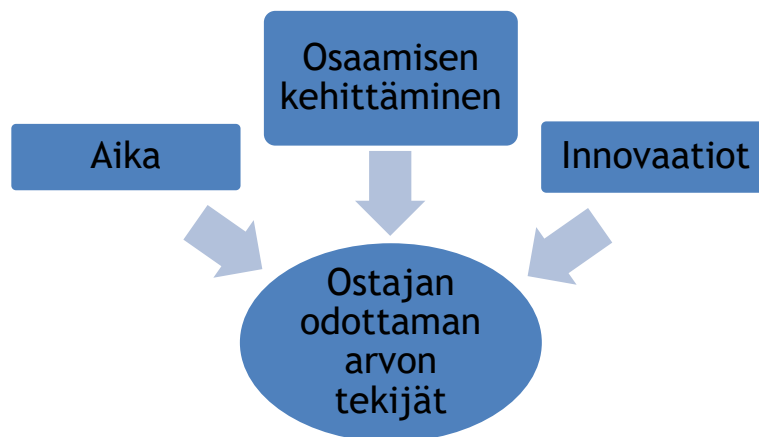 Osaamisen
kehittäminen
Aika
Innovaatiot
Ostajan
odottaman
arvon
tekijät